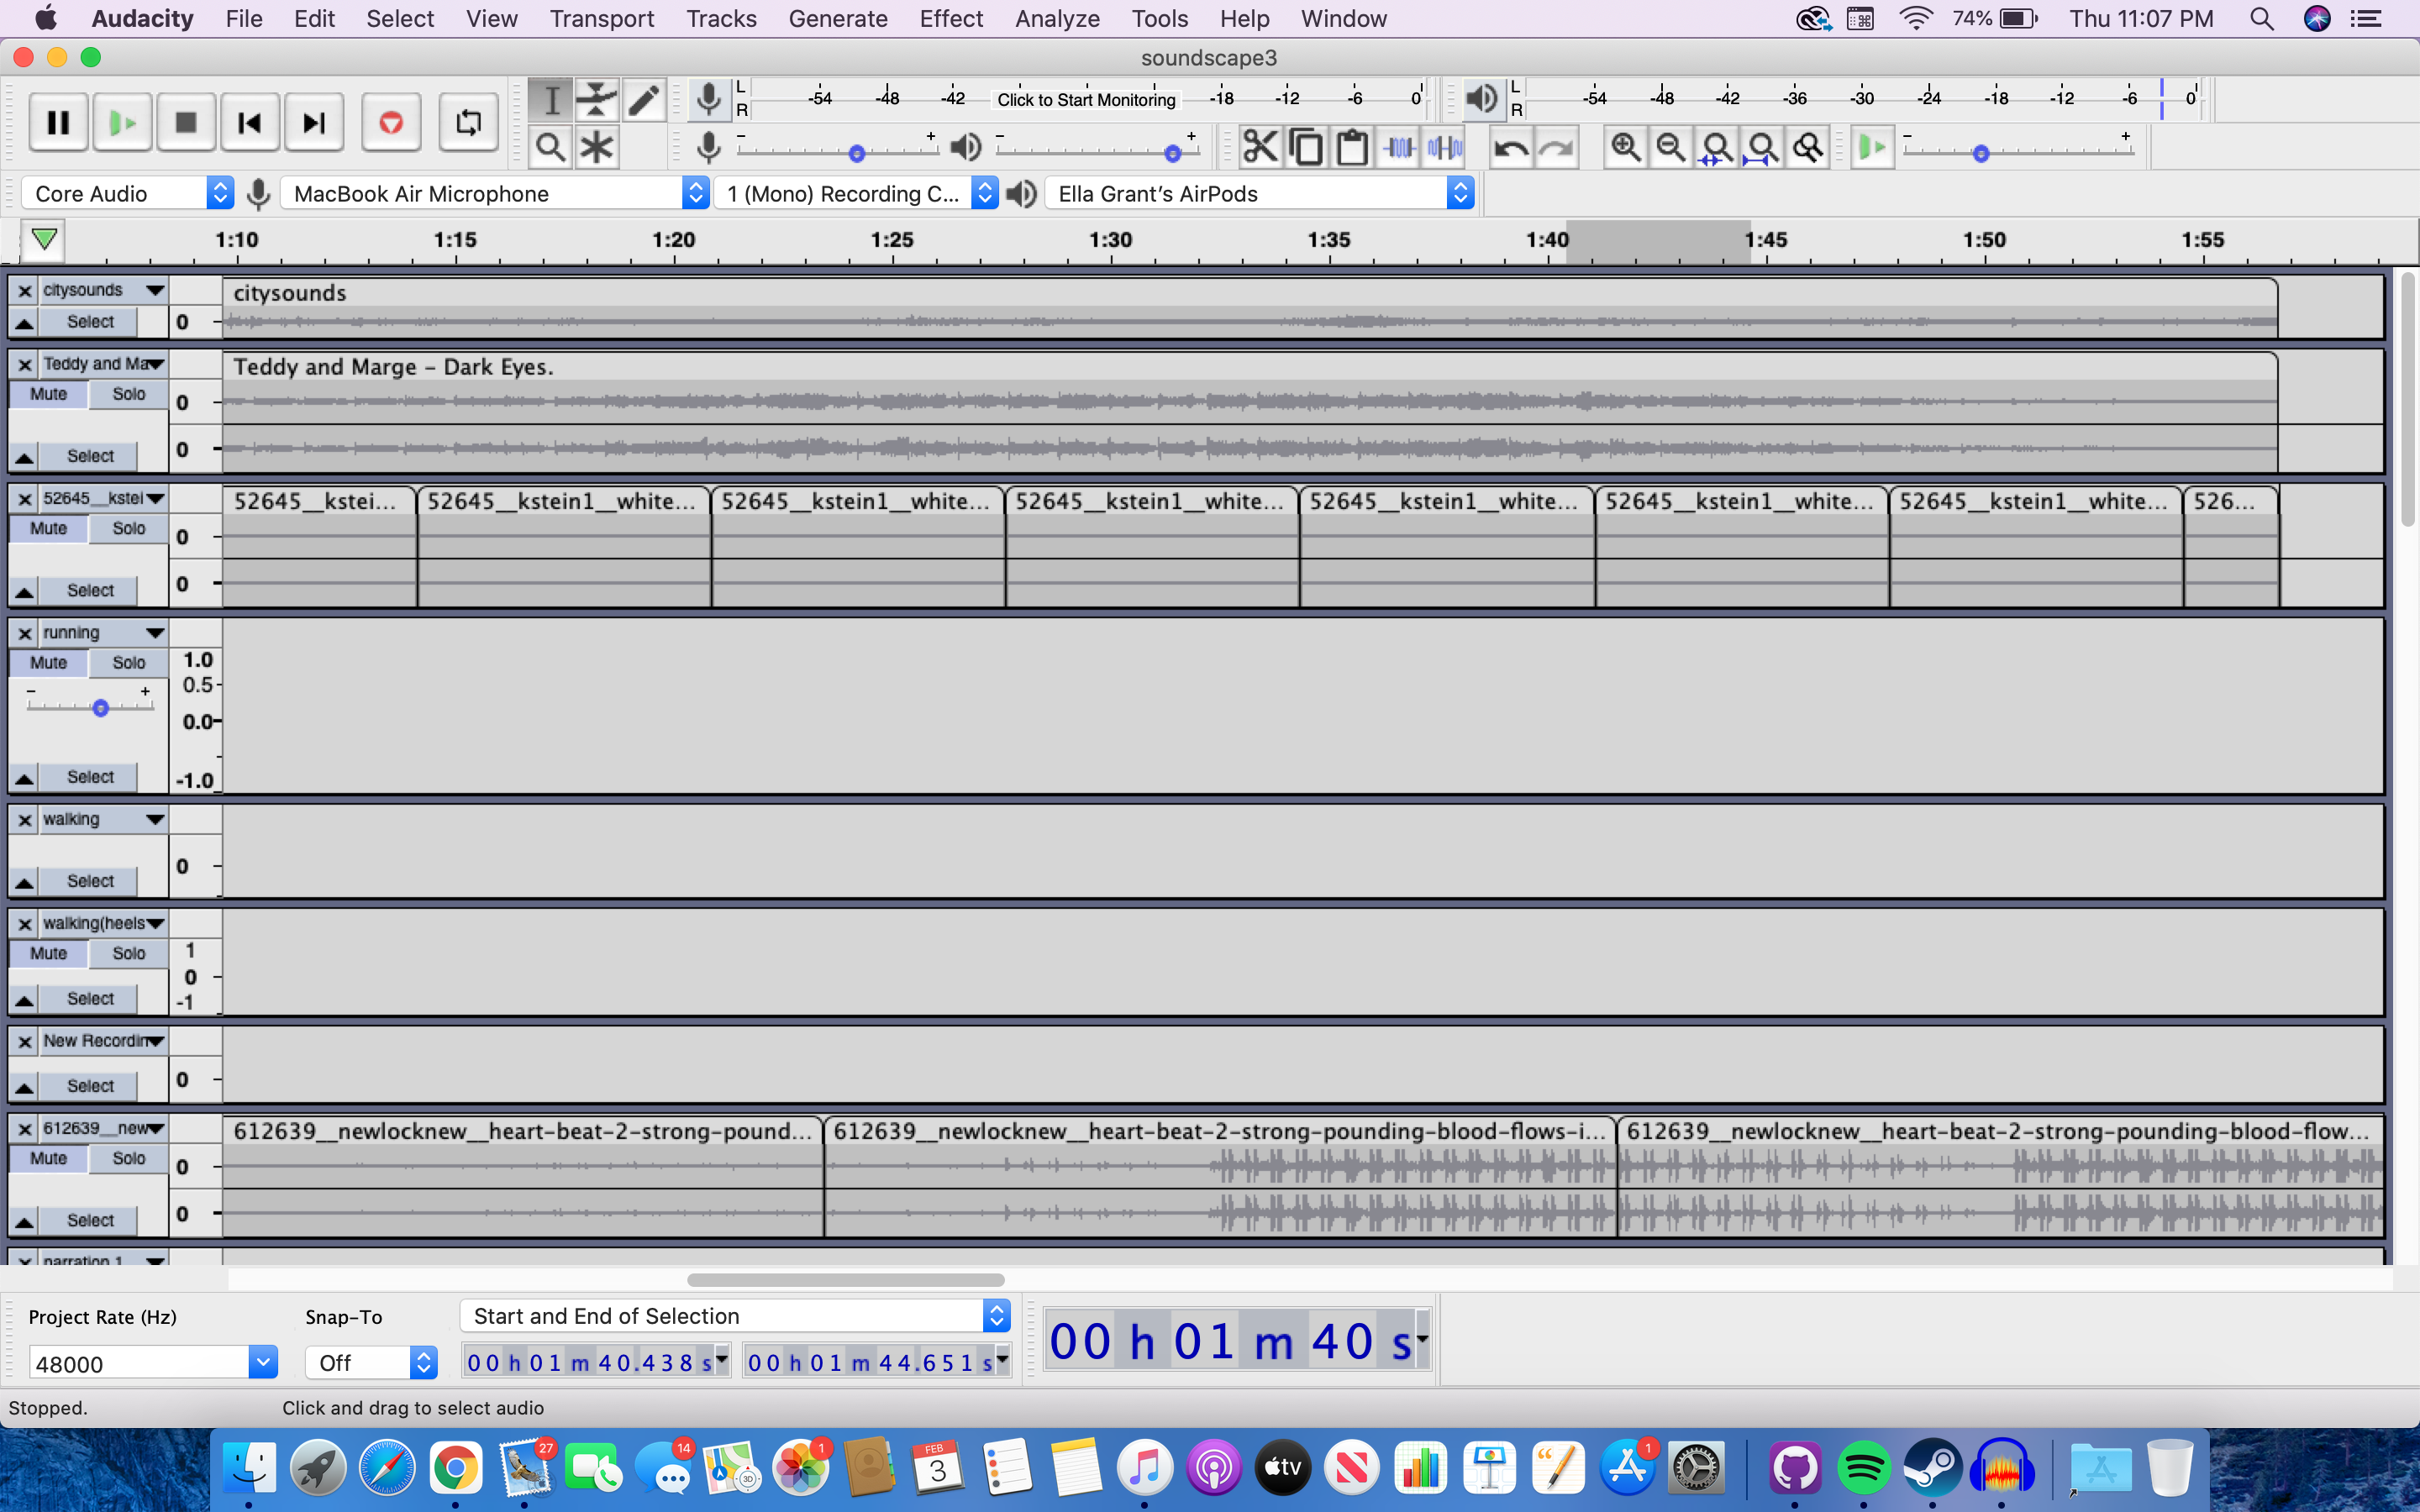 Audacity File Edit Select View Transport Tracks Generate Effect Analyze Tools Help Window 74% Thu 11:07 PM
soundscape3
L -54 -48 -42 Click to Start Monitoring -18 -12 -6 0 L -54 -48 -42 -36 -30 -24 -18 -12 -6 0
R R
Core Audio MacBook Air Microphone 1 (Mono) Recording C... Ella Grant's AirPods
1:10 1:15 1:20 1:25 1:30 1:35 1:40 1:45 1:50 1:55
citysounds citysounds
Select 0
Teddy and Ma Teddy and Marge - Dark Eyes.
Mute Solo 0
Select 0
52645__kstei 52645__kstei... 52645__kstein1__white... 52645__kstein1__white... 52645__kstein1__white... 52645__kstein1__white... 52645__kstein1__white... 52645__kstein1__white... 526...
Mute Solo 0
Select 0
running
Mute Solo 1.0
0.5
0.0
Select -1.0
walking
0
Select
walking(heels
Mute Solo 1
0
Select -1
New Recordin
Select 0
612639__new 612639__newlocknew__heart-beat-2-strong-pound... 612639__newlocknew__heart-beat-2-strong-pounding-blood-flows-i... 612639__newlocknew__heart-beat-2-strong-pounding-blood-flow...
Mute Solo 0
Select 0
narration 1
Project Rate (Hz) Snap-To Start and End of Selection
48000 Off 00 h 01 m 40.438 s 00 h 01 m 44.651 s 00 h 01 m 40 s
Stopped. Click and drag to select audio
27 14 3D 1 FEB 3 tv 1